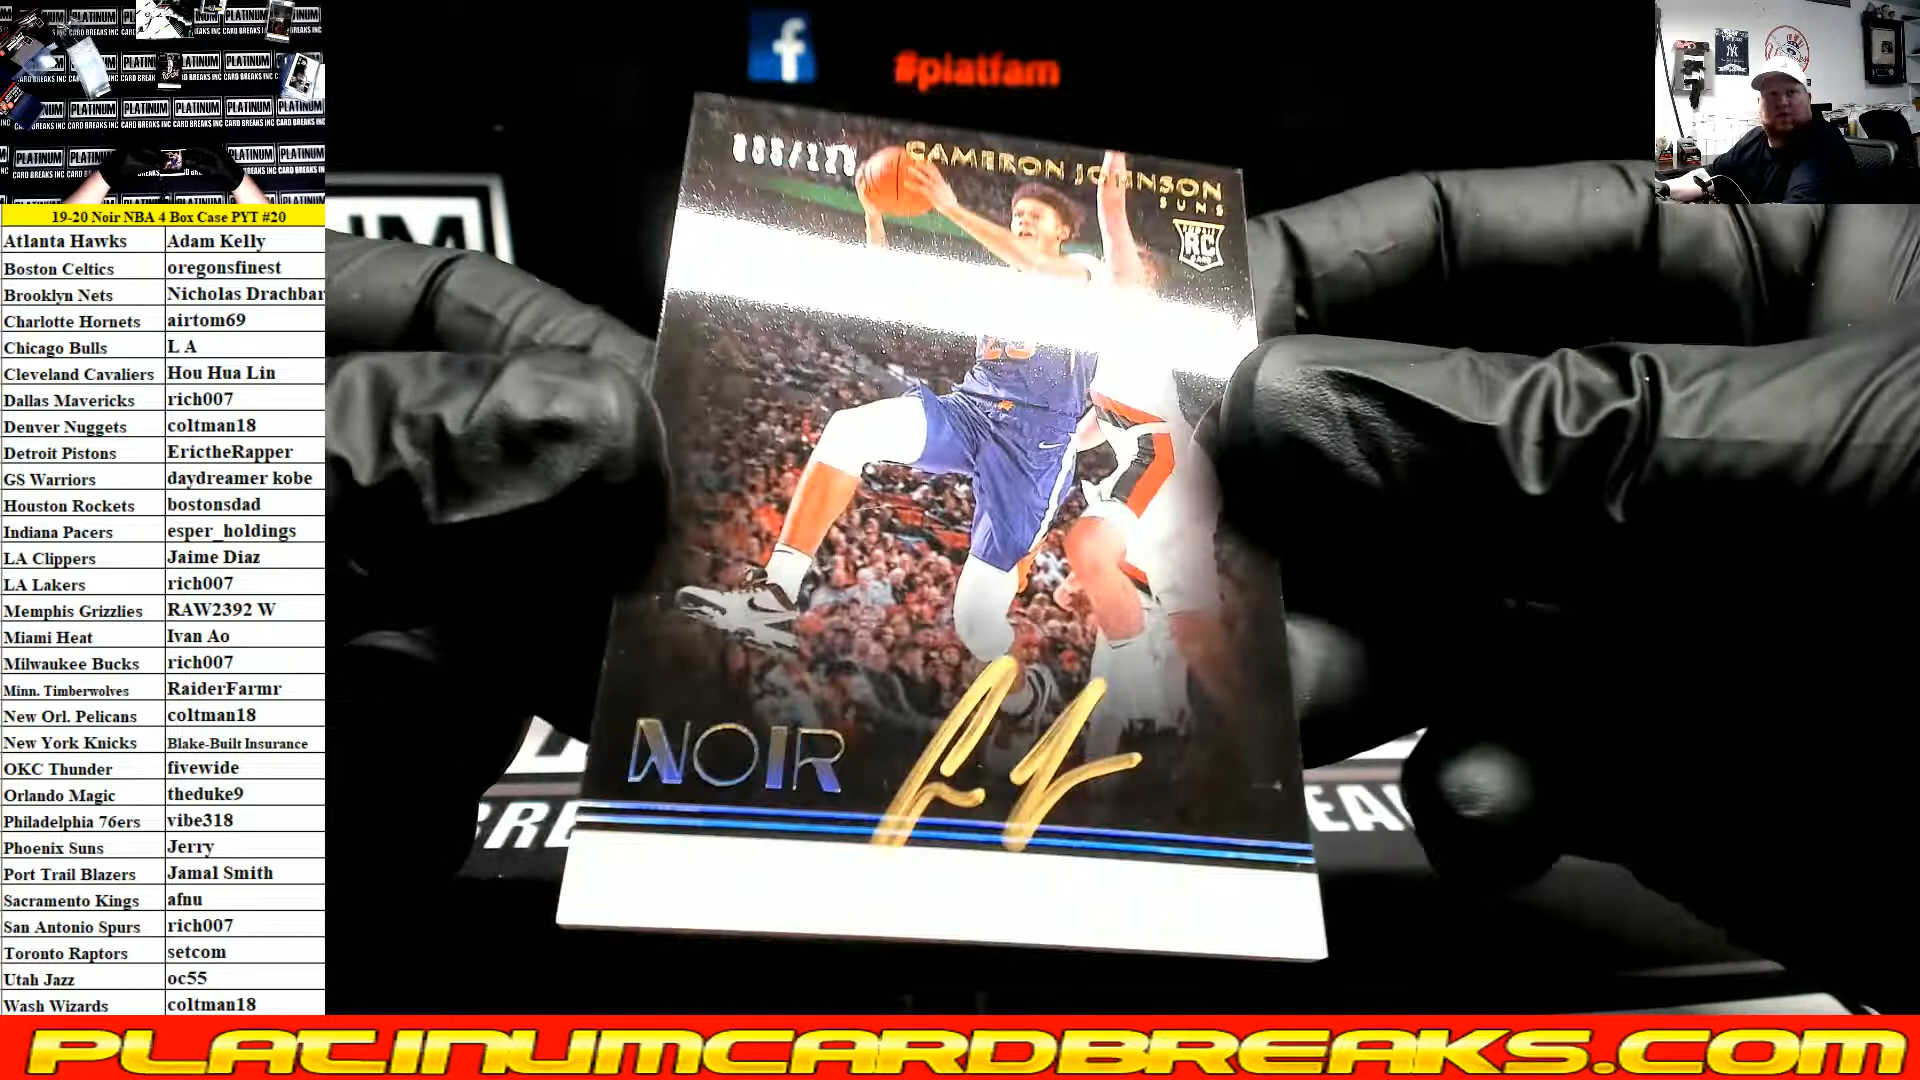 f
#platfam
CAMERON JOHNSON
SUNS
RC
NOIR
19-20 Noir NBA 4 Box Case PYT #20
Atlanta Hawks Adam Kelly
Boston Celtics oregonsfinest
Brooklyn Nets Nicholas Drachbar
Charlotte Hornets airtom69
Chicago Bulls L A
Cleveland Cavaliers Hou Hua Lin
Dallas Mavericks rich007
Denver Nuggets coltman18
Detroit Pistons ErictheRapper
GS Warriors daydreamer kobe
Houston Rockets bostonsdad
Indiana Pacers esper_holdings
LA Clippers Jaime Diaz
LA Lakers rich007
Memphis Grizzlies RAW2392 W
Miami Heat Ivan Ao
Milwaukee Bucks rich007
Minn. Timberwolves RaiderFarmr
New Orl. Pelicans coltman18
New York Knicks Blake-Built Insurance
OKC Thunder fivewide
Orlando Magic theduke9
Philadelphia 76ers vibe318
Phoenix Suns Jerry
Port Trail Blazers Jamal Smith
Sacramento Kings afnu
San Antonio Spurs rich007
Toronto Raptors setcom
Utah Jazz oc55
Wash Wizards coltman18
PLATINUMCARDBREAKS.COM